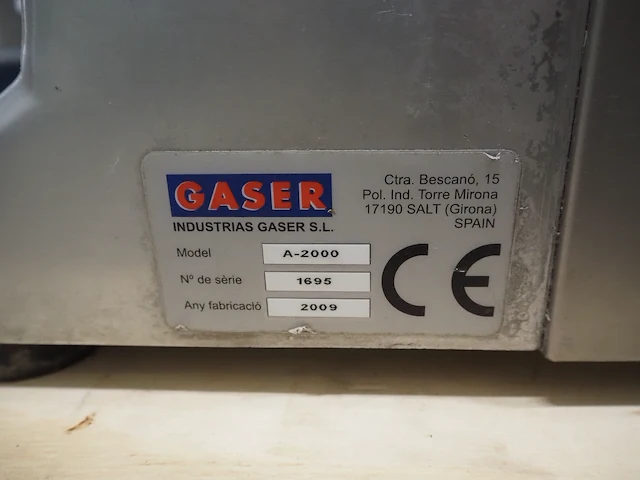 GASER
INDUSTRIAS GASER S.L.
Ctra. Bescanó, 15
Pol. Ind. Torre Mirona
17190 SALT (Girona)
SPAIN
Model A-2000
Nº de sèrie 1695
Any fabricació 2009
CE